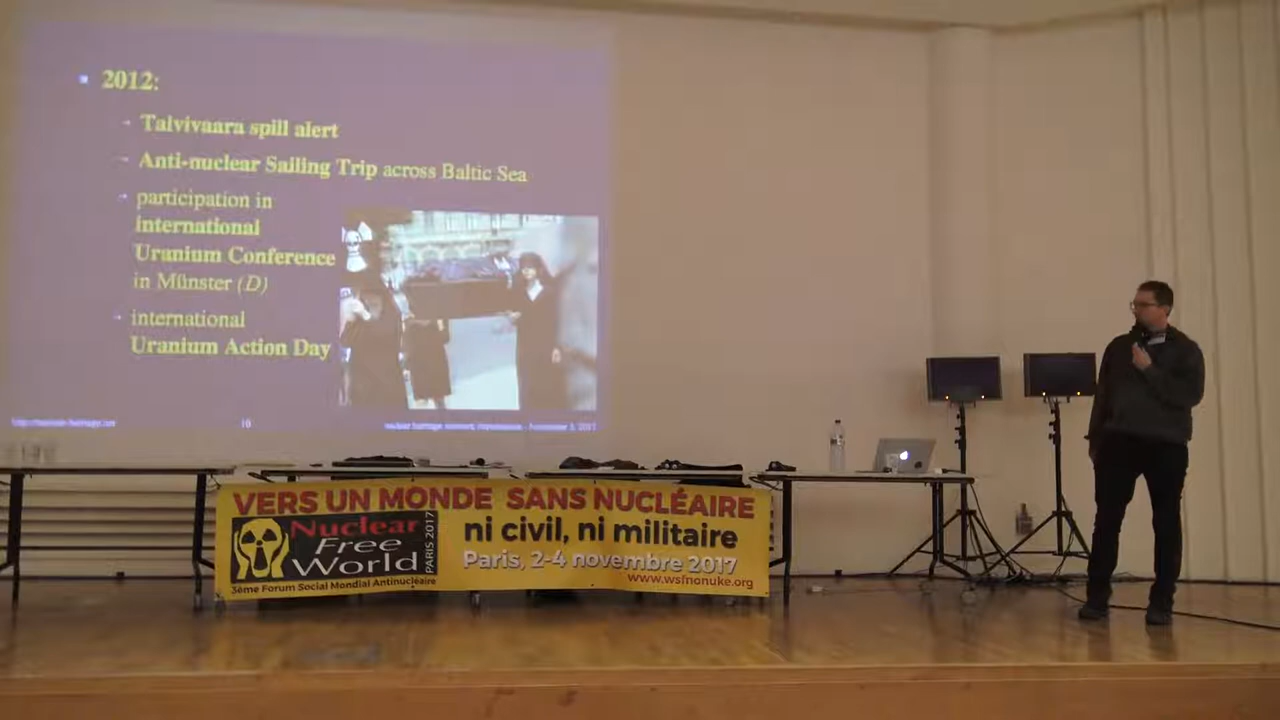 2012:
Talvivaara spill alert
Anti-nuclear Sailing Trip across Baltic Sea
participation in
international
Uranium Conference
in Münster (D)
international
Uranium Action Day
10
VERS UN MONDE SANS NUCLÉAIRE
ni civil, ni militaire
Nuclear
Free
World
PARIS 2017
Paris, 2-4 novembre 2017
www.wsfnonuke.org
3ème Forum Social Mondial Antinucléaire